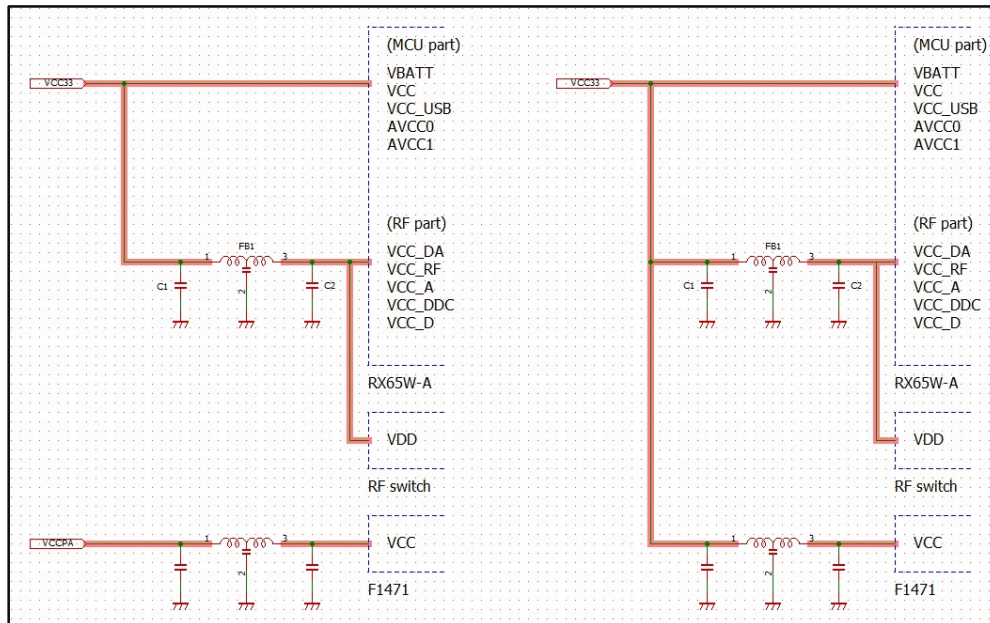 (MCU part)
VCC33
VBATT
VCC
VCC_USB
AVCC0
AVCC1
(RF part)
FB1
1
3
VCC_DA
VCC_RF
C1
2
C2
VCC_A
VCC_DDC
VCC_D
RX65W-A
VDD
RF switch
VCCPA
1
3
VCC
2
F1471
(MCU part)
VCC33
VBATT
VCC
VCC_USB
AVCC0
AVCC1
(RF part)
FB1
1
3
VCC_DA
VCC_RF
C1
2
C2
VCC_A
VCC_DDC
VCC_D
RX65W-A
VDD
RF switch
1
3
VCC
2
F1471